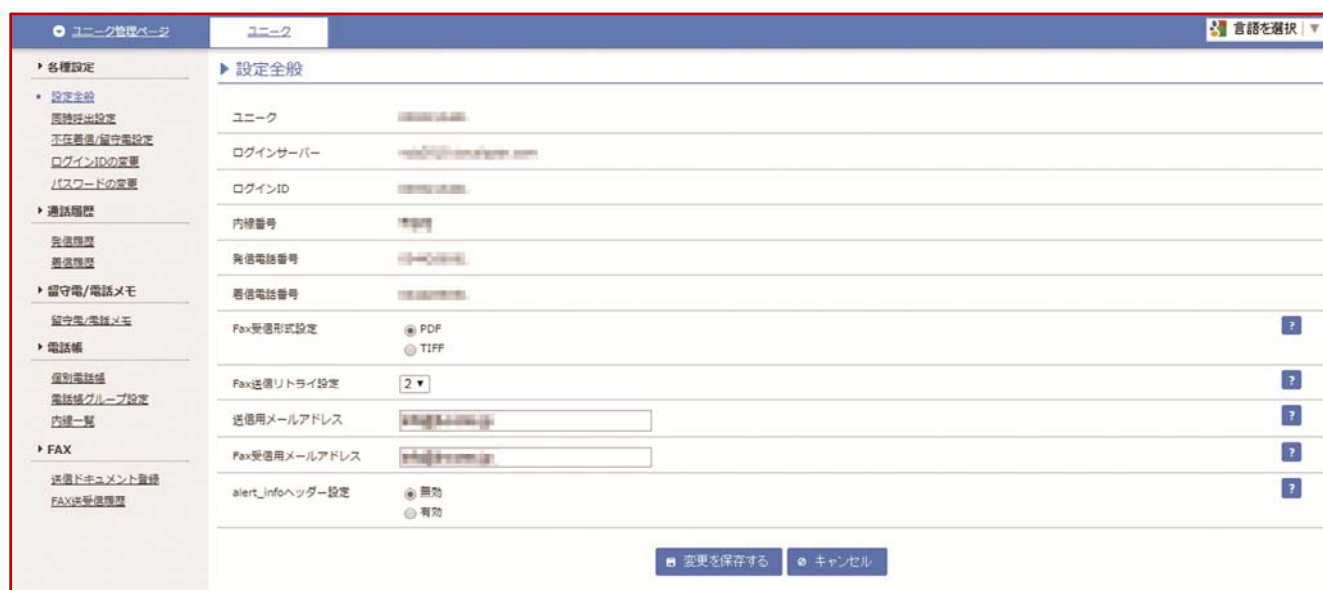 ユニーク管理ページ
ユニーク
言語を選択
各種設定
設定全般
同時呼出設定
不在着信/留守電設定
ログインIDの変更
パスワードの変更
通話履歴
発信履歴
着信履歴
留守電/電話メモ
留守電/電話メモ
電話帳
個別電話帳
電話帳グループ設定
内線一覧
FAX
送信ドキュメント登録
FAX送受信履歴
設定全般
ユニーク
ログインサーバー
ログインID
内線番号
発信電話番号
着信電話番号
Fax受信形式設定
PDF
?
TIFF
Fax送信リトライ設定
2
?
送信用メールアドレス
?
Fax受信用メールアドレス
?
alert_infoヘッダー設定
無効
?
有効
変更を保存する
キャンセル